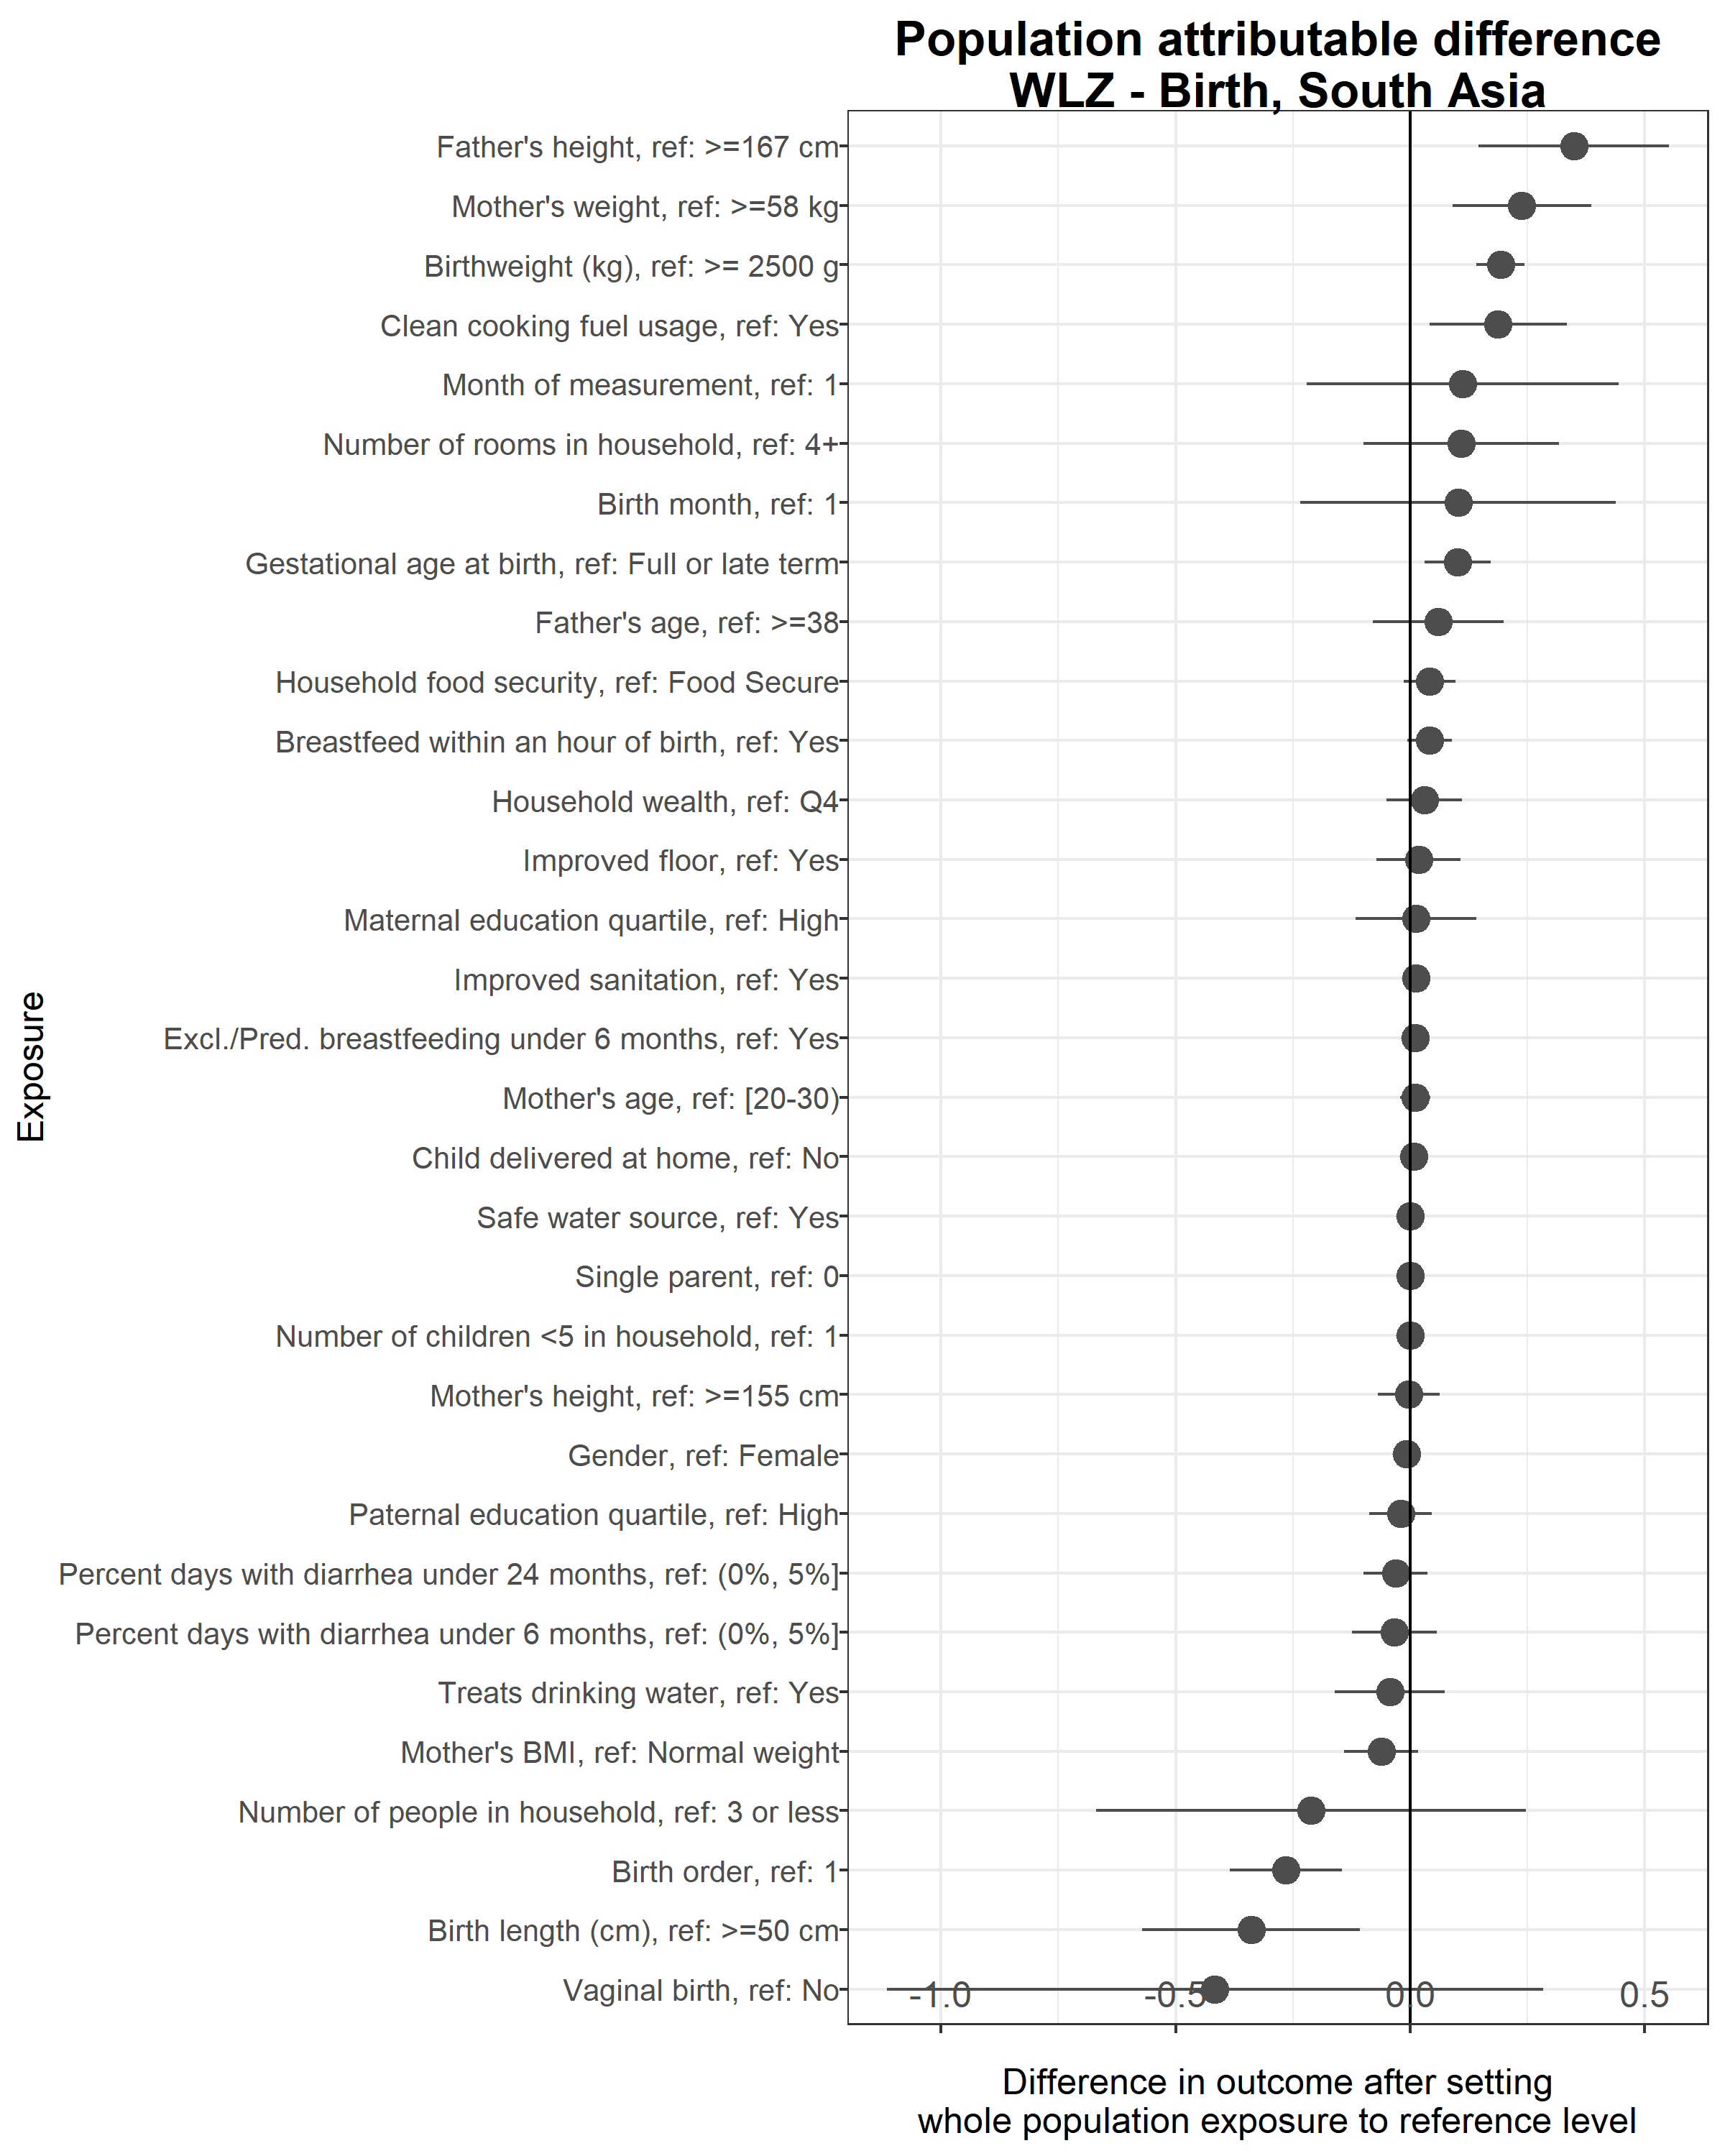 Population attributable difference
WLZ - Birth, South Asia
Father's height, ref: >=167 cm
Mother's weight, ref: >=58 kg
Birthweight (kg), ref: >= 2500 g
Clean cooking fuel usage, ref: Yes
Month of measurement, ref: 1
Number of rooms in household, ref: 4+
Birth month, ref: 1
Gestational age at birth, ref: Full or late term
Father's age, ref: >=38
Household food security, ref: Food Secure
Breastfeed within an hour of birth, ref: Yes
Household wealth, ref: Q4
Improved floor, ref: Yes
Maternal education quartile, ref: High
Improved sanitation, ref: Yes
Excl./Pred. breastfeeding under 6 months, ref: Yes
Mother's age, ref: [20-30)
Child delivered at home, ref: No
Safe water source, ref: Yes
Single parent, ref: 0
Number of children <5 in household, ref: 1
Mother's height, ref: >=155 cm
Gender, ref: Female
Paternal education quartile, ref: High
Percent days with diarrhea under 24 months, ref: (0%, 5%]
Percent days with diarrhea under 6 months, ref: (0%, 5%]
Treats drinking water, ref: Yes
Mother's BMI, ref: Normal weight
Number of people in household, ref: 3 or less
Birth order, ref: 1
Birth length (cm), ref: >=50 cm
Vaginal birth, ref: No
Exposure
-1.0 -0.5 0.0 0.5
Difference in outcome after setting
whole population exposure to reference level